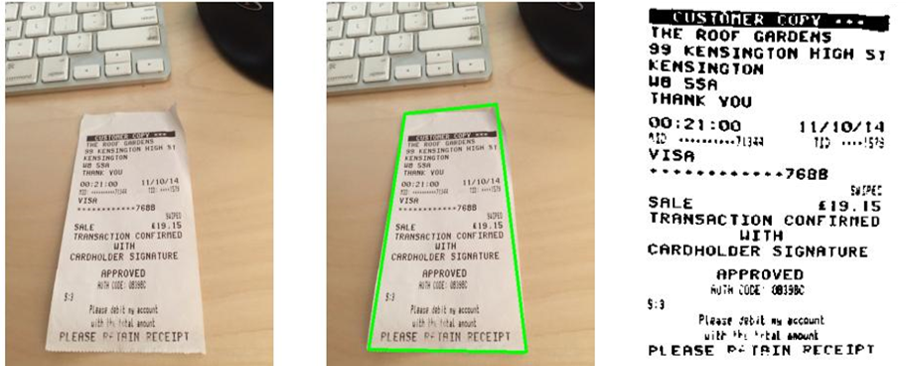 CUSTOMER COPY ***
THE ROOF GARDENS
99 KENSINGTON HIGH ST
KENSINGTON
W8 5SA
THANK YOU
00:21:00 11/10/14
MID: **********71344 TID: ****1579
VISA
************7688
SWIPED
SALE £19.15
TRANSACTION CONFIRMED
WITH
CARDHOLDER SIGNATURE
APPROVED
AUTH CODE:
S:3
Please debit my account
with the total amount
PLEASE RETAIN RECEIPT
CUSTOMER COPY ***
THE ROOF GARDENS
99 KENSINGTON HIGH ST
KENSINGTON
W8 5SA
THANK YOU
00:21:00 11/10/14
MID: **********71344 TID: ****1579
VISA
************7688
SWIPED
SALE £19.15
TRANSACTION CONFIRMED
WITH
CARDHOLDER SIGNATURE
APPROVED
AUTH CODE:
S:3
Please debit my account
with the total amount
PLEASE RETAIN RECEIPT
CUSTOMER COPY ***
THE ROOF GARDENS
99 KENSINGTON HIGH ST
KENSINGTON
W8 5SA
THANK YOU
00:21:00 11/10/14
MID: **********71344 TID: ****1579
VISA
************7688
SWIPED
SALE £19.15
TRANSACTION CONFIRMED
WITH
CARDHOLDER SIGNATURE
APPROVED
AUTH CODE:
S:3
Please debit my account
with the total amount
PLEASE RETAIN RECEIPT